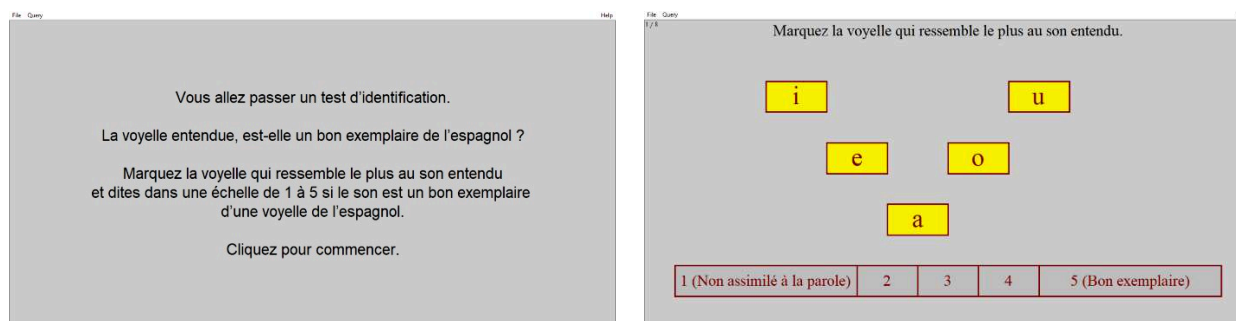 File Query Help
Vous allez passer un test d’identification.
La voyelle entendue, est-elle un bon exemplaire de l’espagnol ?
Marquez la voyelle qui ressemble le plus au son entendu
et dites dans une échelle de 1 à 5 si le son est un bon exemplaire
d’une voyelle de l’espagnol.
Cliquez pour commencer.
File Query
1 / 8
Marquez la voyelle qui ressemble le plus au son entendu.
i u
e o
a
1 (Non assimilé à la parole) 2 3 4 5 (Bon exemplaire)